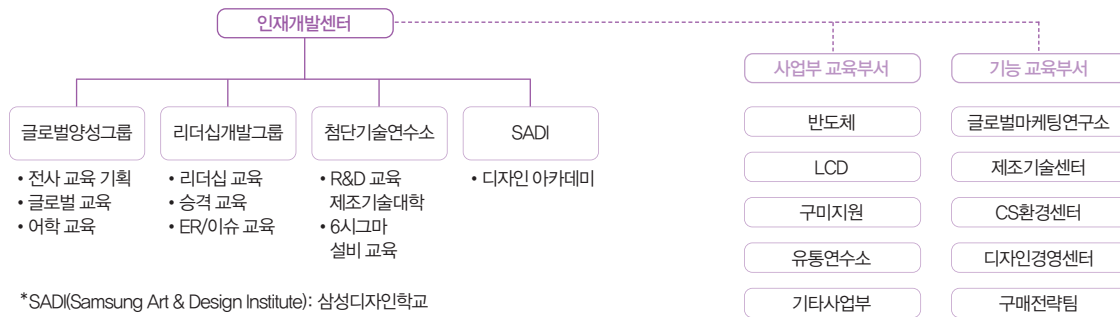 인재개발센터
글로벌양성그룹
• 전사 교육 기획
• 글로벌 교육
• 어학 교육
리더십개발그룹
• 리더십 교육
• 승격 교육
• ER/이슈 교육
첨단기술연수소
• R&D 교육
제조기술대학
• 6시그마
설비 교육
SADI
• 디자인 아카데미
사업부 교육부서
반도체
LCD
구미지원
유통연수소
기타사업부
기능 교육부서
글로벌마케팅연구소
제조기술센터
CS환경센터
디자인경영센터
구매전략팀
*SADI(Samsung Art & Design Institute): 삼성디자인학교